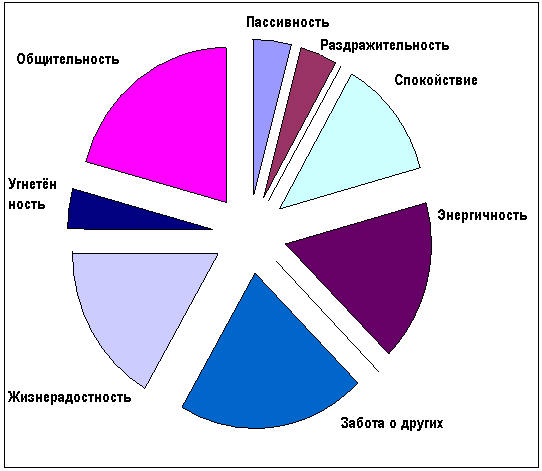 Пассивность
Раздражительность
Общительность
Спокойствие
Угнетён
ность
Энергичность
Жизнерадостность
Забота о других